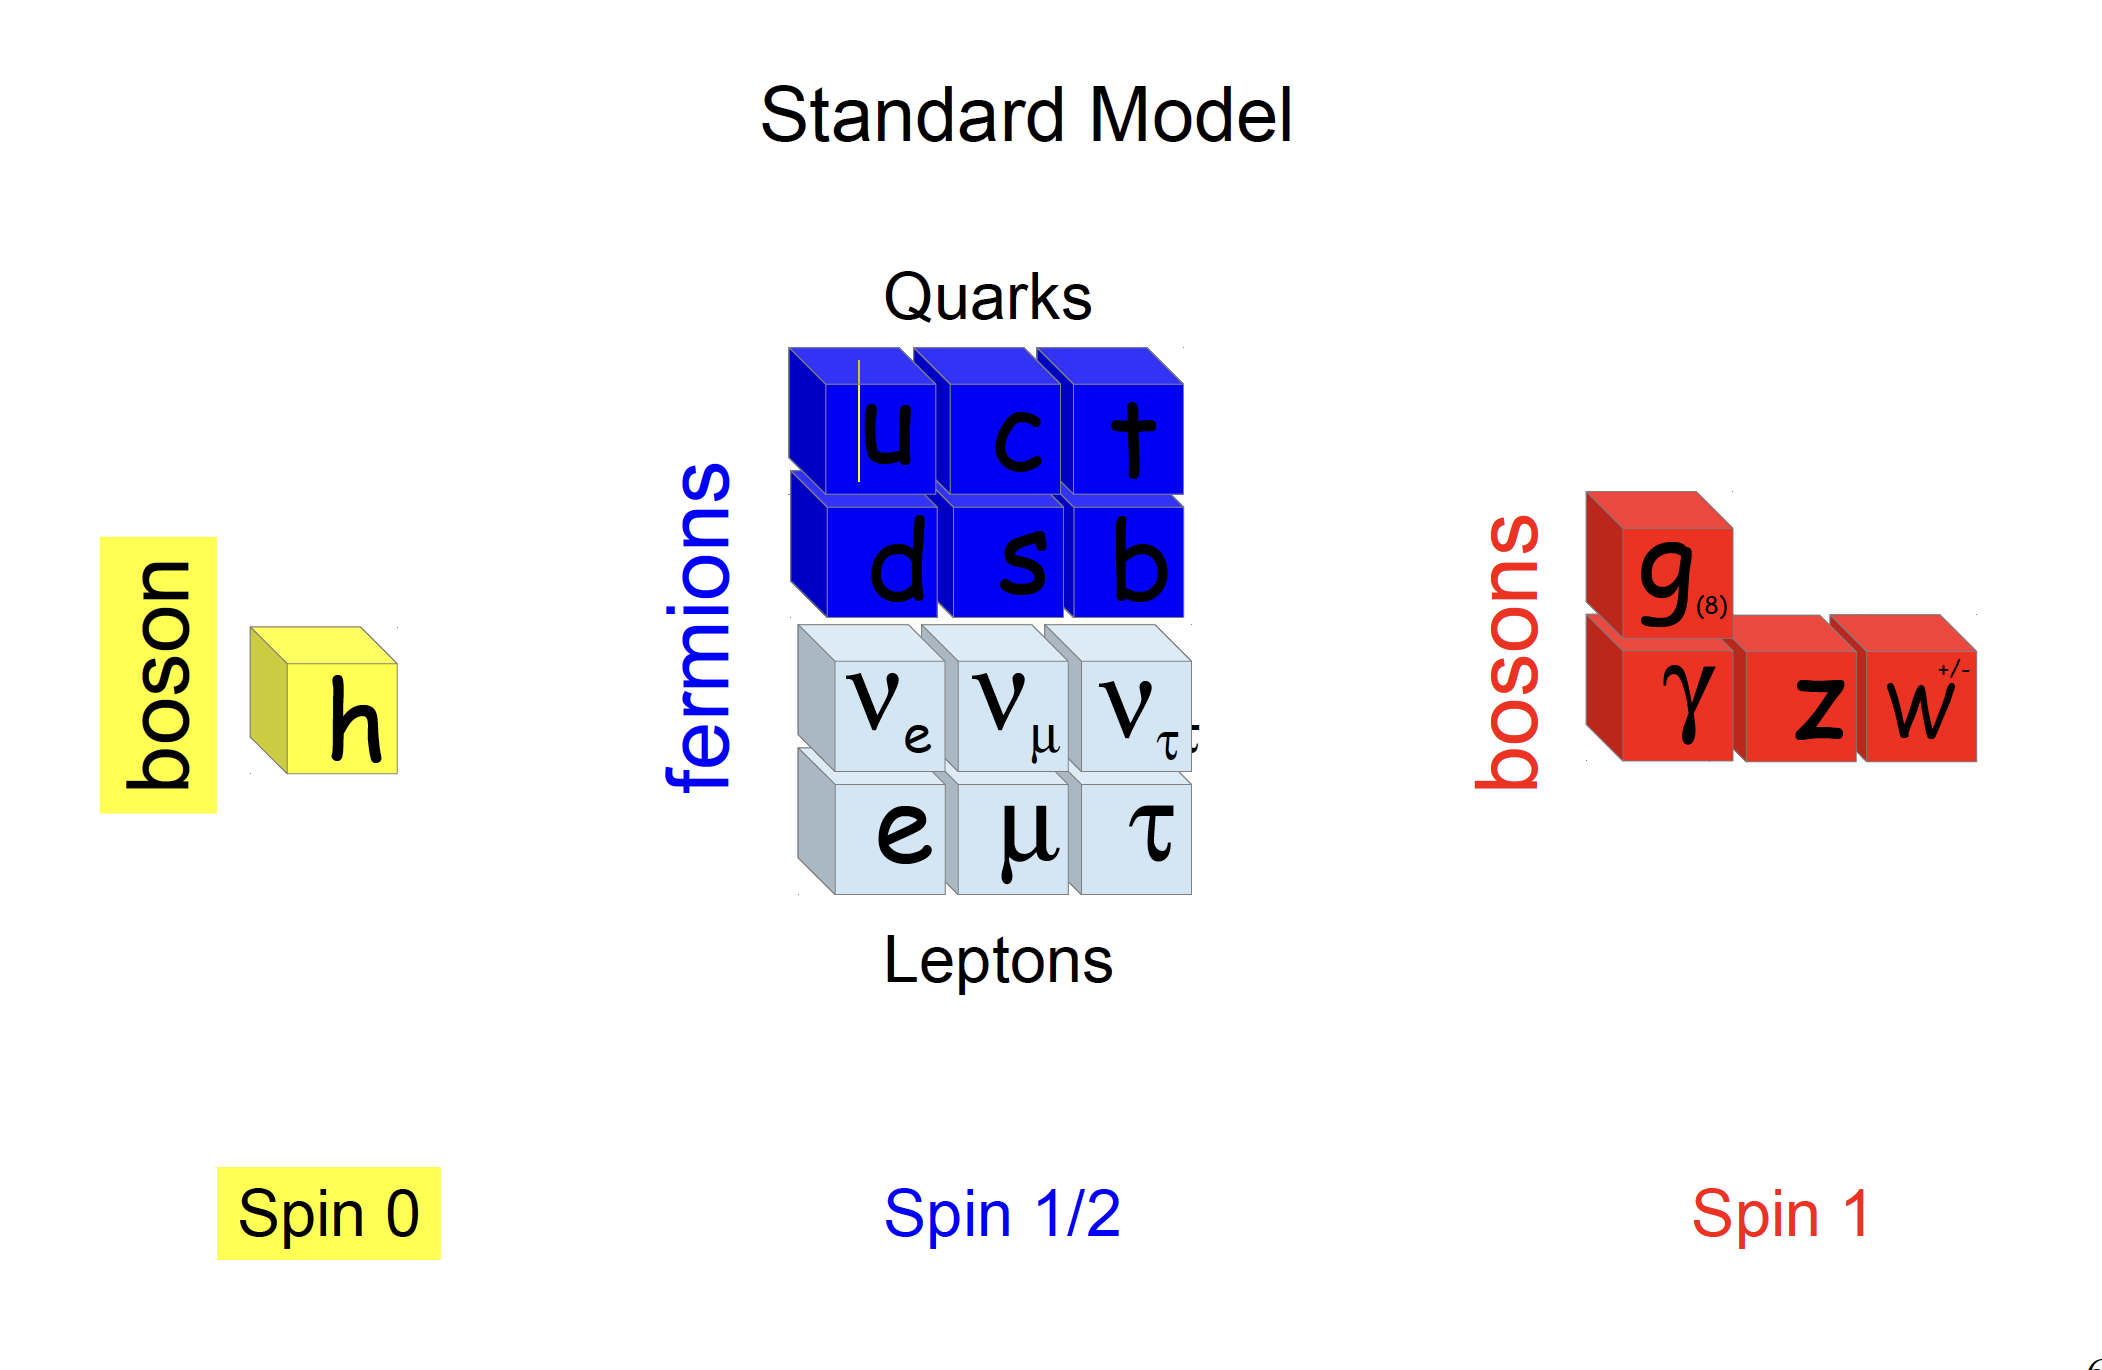 Standard Model
Quarks
u c t
d s b
fermions
νe νμ ντ
e μ τ
Leptons
boson
h
bosons
g(8)
γ z W+/-
Spin 0
Spin 1/2
Spin 1